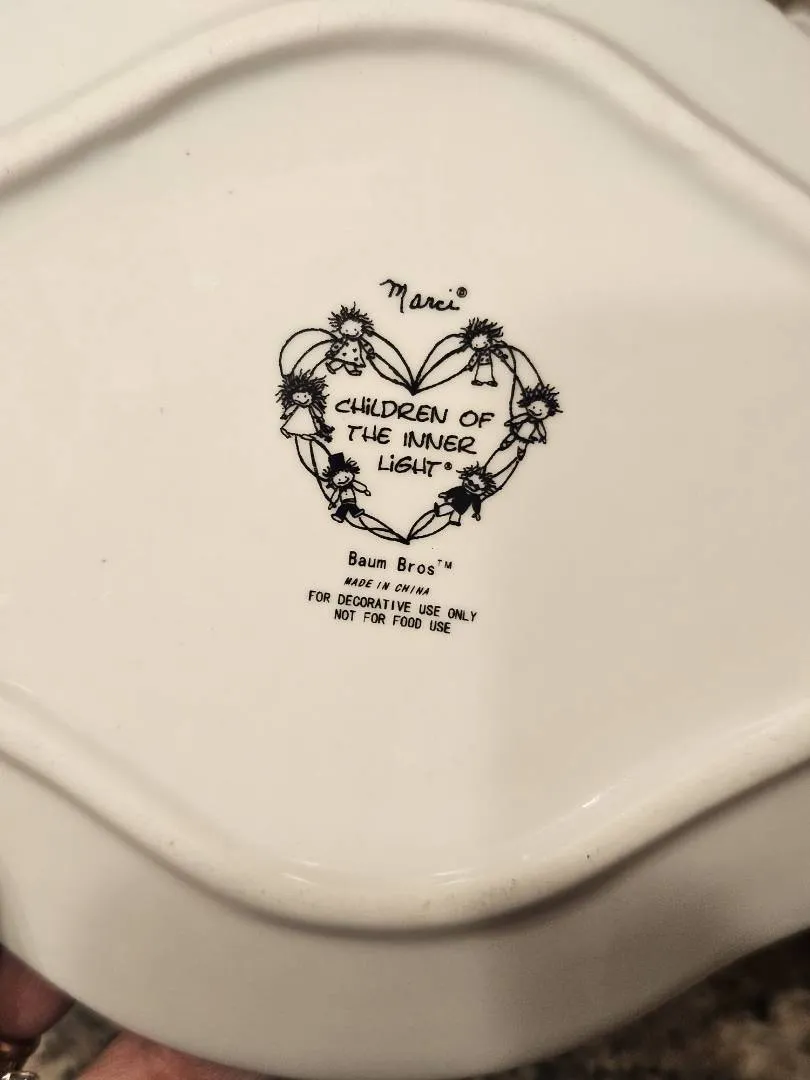 Marci®
CHiLDREN OF
THE INNER
LiGHT®
Baum Bros™
MADE IN CHINA
FOR DECORATIVE USE ONLY
NOT FOR FOOD USE